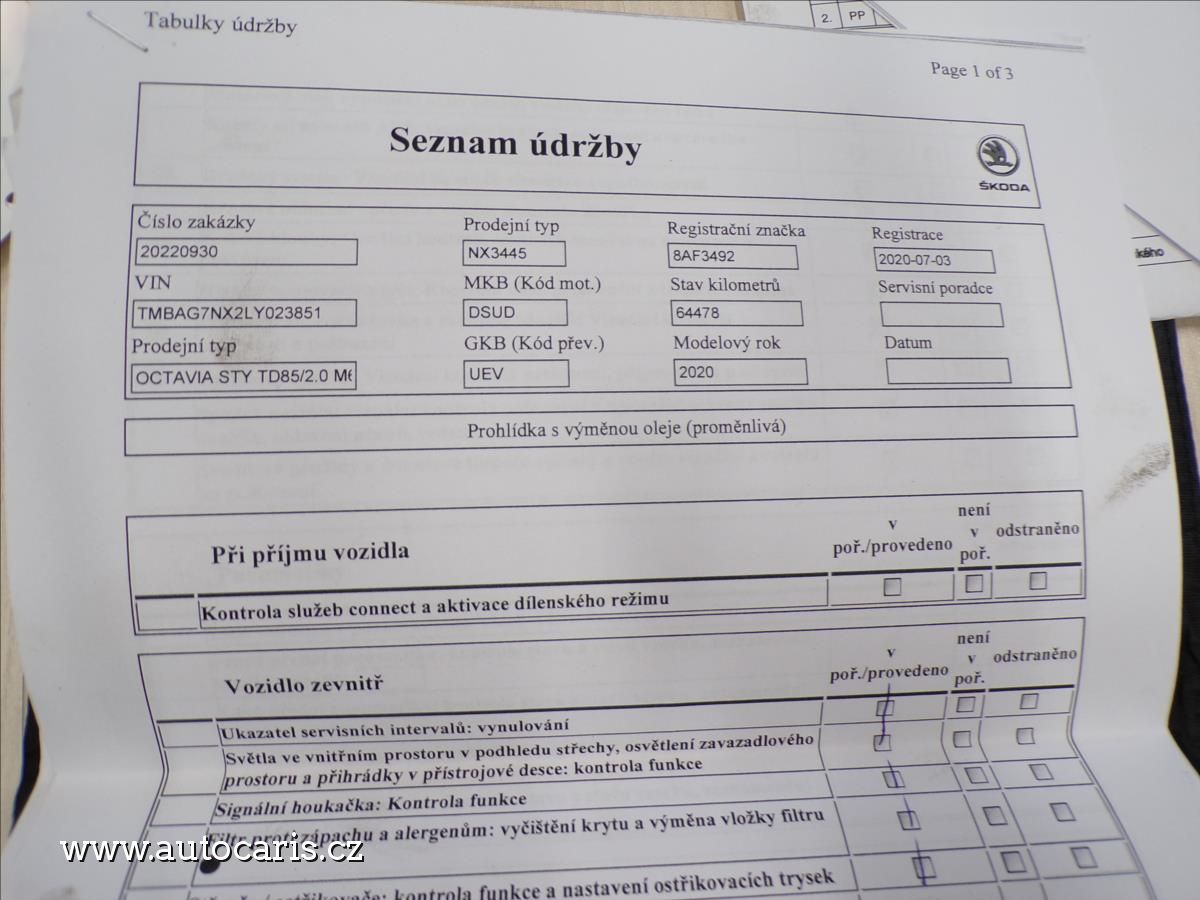 2. PP
Tabulky údržby
Page 1 of 3
Seznam údržby
ŠKODA
Číslo zakázky
20220930
Prodejní typ
NX3445
Registrační značka
8AF3492
Registrace
2020-07-03
VIN
TMBAG7NX2LY023851
MKB (Kód mot.)
DSUD
Stav kilometrů
64478
Servisní poradce
Prodejní typ
OCTAVIA STY TD85/2.0 M6
GKB (Kód přev.)
UEV
Modelový rok
2020
Datum
Prohlídka s výměnou oleje (proměnlivá)
Při příjmu vozidla
v
poř./provedeno
není
v
poř.
odstraněno
Kontrola služeb connect a aktivace dílenského režimu
Vozidlo zevnitř
v
poř./provedeno
není
v
poř.
odstraněno
Ukazatel servisních intervalů: vynulování
Světla ve vnitřním prostoru v podhledu střechy, osvětlení zavazadlového
prostoru a přihrádky v přístrojové desce: kontrola funkce
Signální houkačka: Kontrola funkce
Filtr proti zápachu a alergenům: vyčištění krytu a výměna vložky filtru
kontrola funkce a nastavení ostřikovacích trysek
www.autocaris.cz